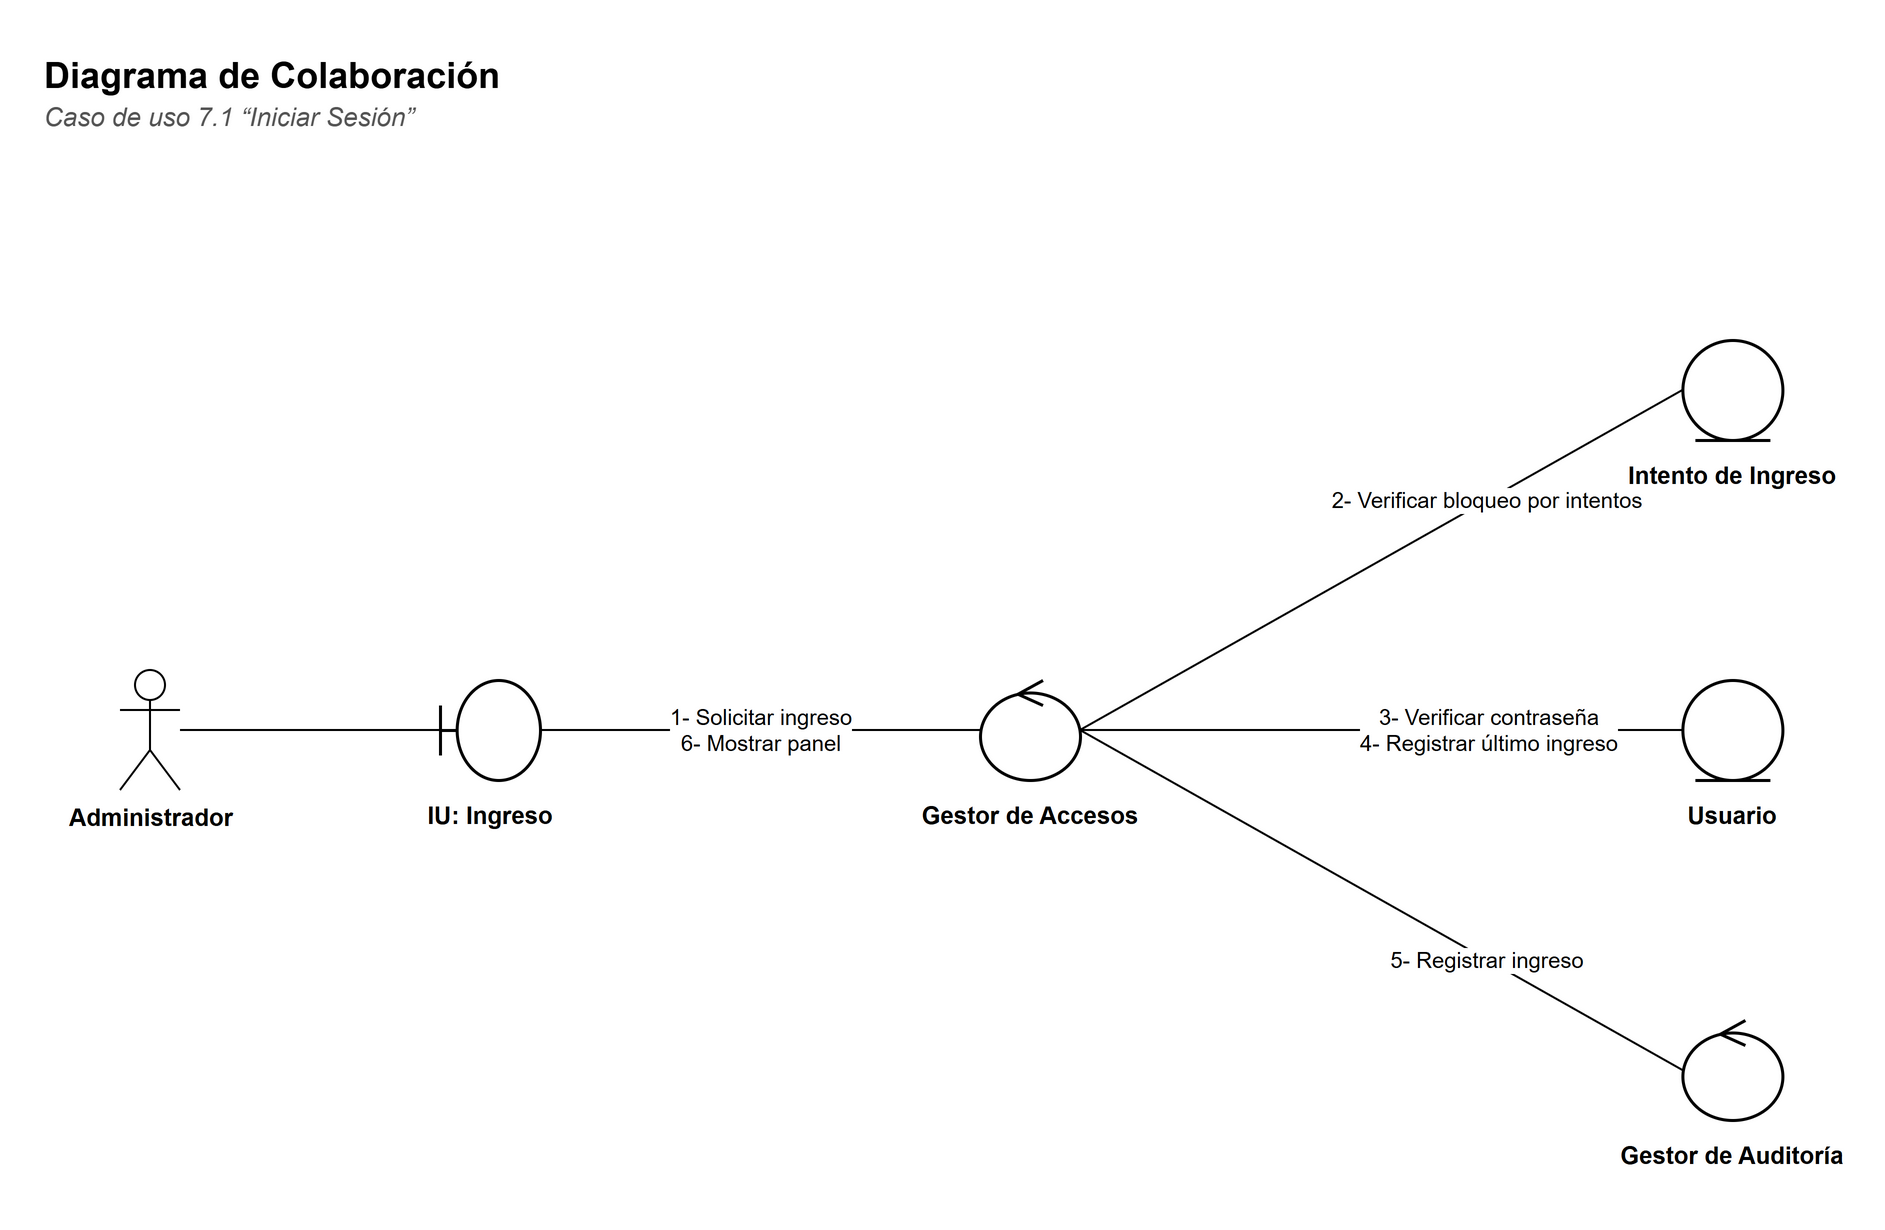 Diagrama de Colaboración
Caso de uso 7.1 “Iniciar Sesión”
Intento de Ingreso
2- Verificar bloqueo por intentos
1- Solicitar ingreso
6- Mostrar panel
3- Verificar contraseña
4- Registrar último ingreso
Administrador
IU: Ingreso
Gestor de Accesos
Usuario
5- Registrar ingreso
Gestor de Auditoría